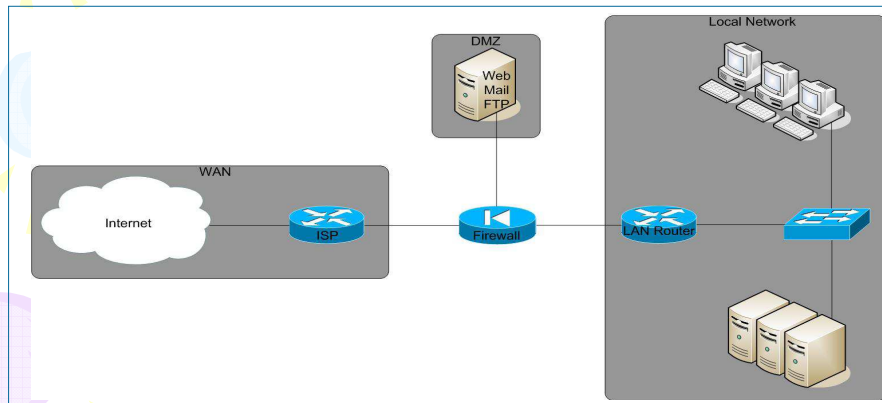 Local Network
DMZ
Web
Mail
FTP
WAN
Internet
ISP
Firewall
LAN Router